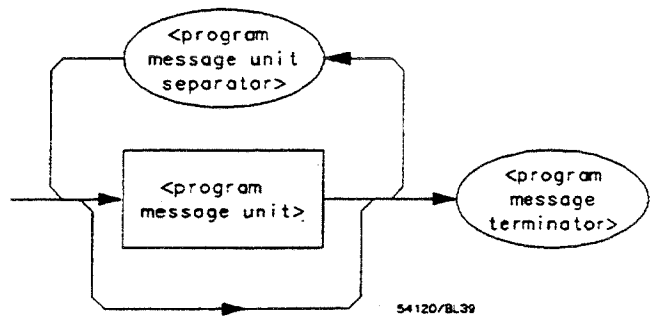 <program
message unit
separator>
<program
message unit>
<program
message
terminator>
54120/BL39